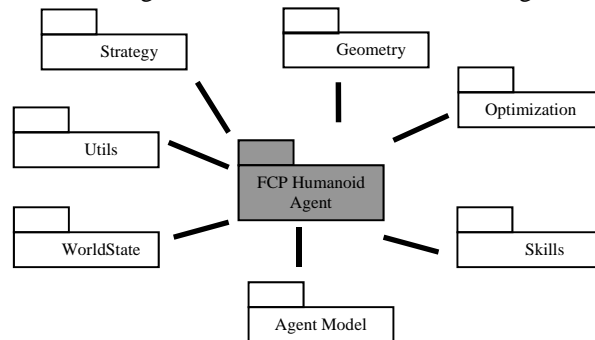 Strategy
Geometry
Optimization
Utils
FCP Humanoid
Agent
WorldState
Skills
Agent Model